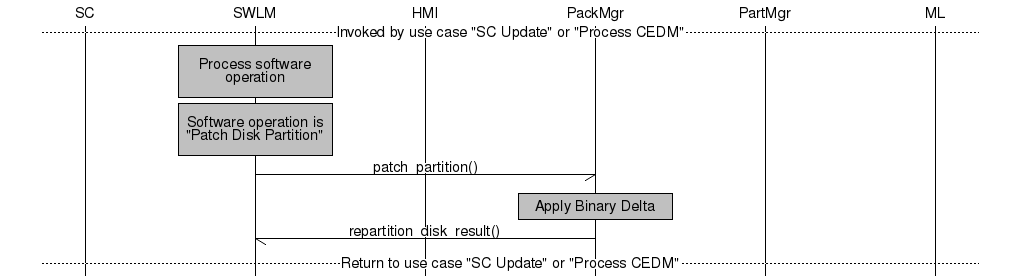 SC SWLM HMI PackMgr PartMgr ML
Invoked by use case "SC Update" or "Process CEDM"
Process software
operation
Software operation is
"Patch Disk Partition"
patch_partition()
Apply Binary Delta
repartition_disk_result()
Return to use case "SC Update" or "Process CEDM"